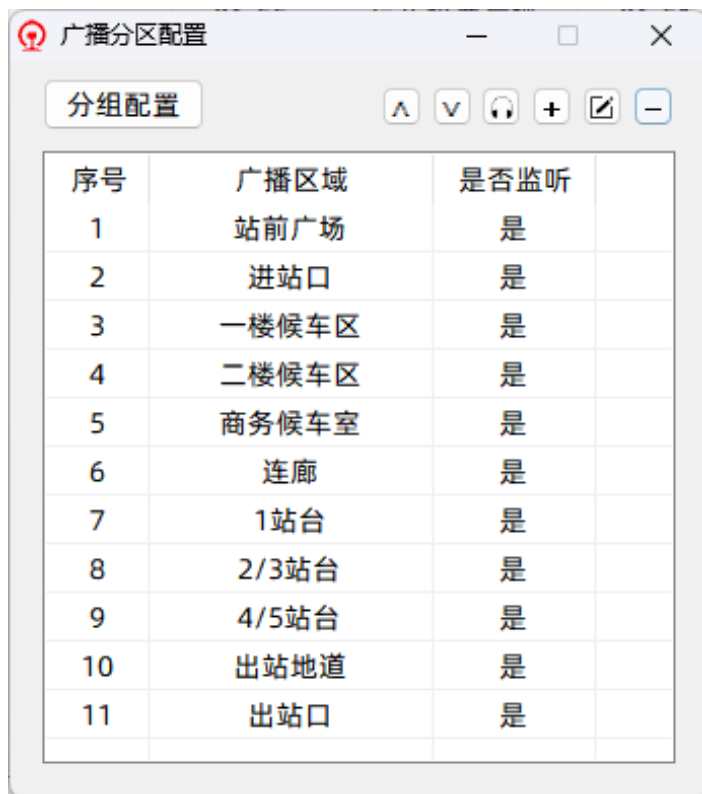 广播分区配置
分组配置
序号 广播区域 是否监听
1 站前广场 是
2 进站口 是
3 一楼候车区 是
4 二楼候车区 是
5 商务候车室 是
6 连廊 是
7 1站台 是
8 2/3站台 是
9 4/5站台 是
10 出站地道 是
11 出站口 是